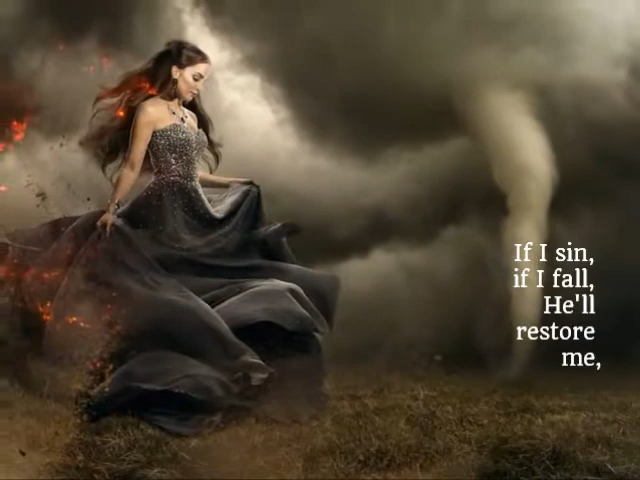 If I sin,
if I fall,
He'll
restore
me,